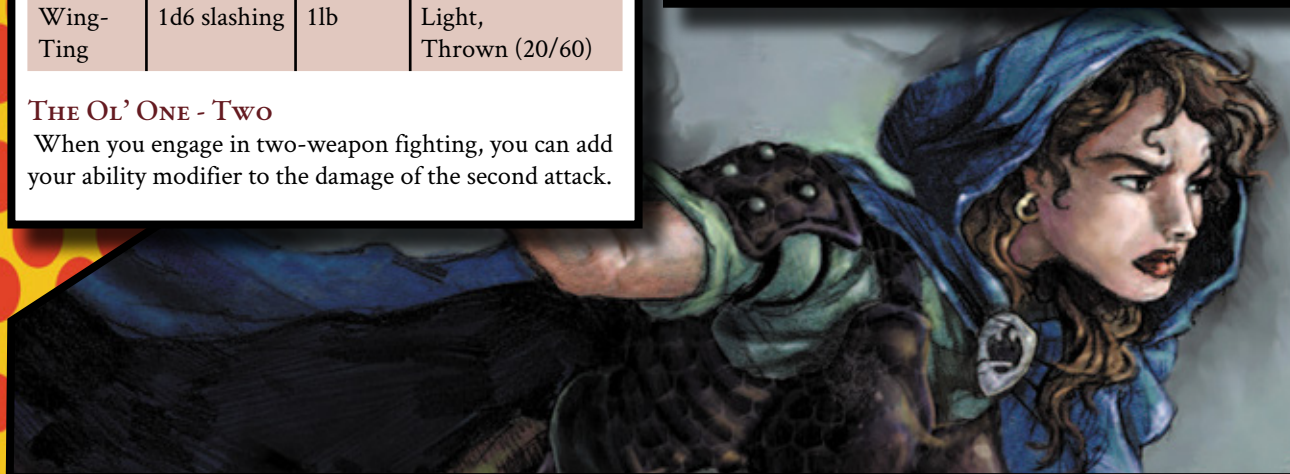 Wing- 1d6 slashing 1lb Light,
Ting Thrown (20/60)
The Ol’ One - Two
When you engage in two-weapon fighting, you can add
your ability modifier to the damage of the second attack.